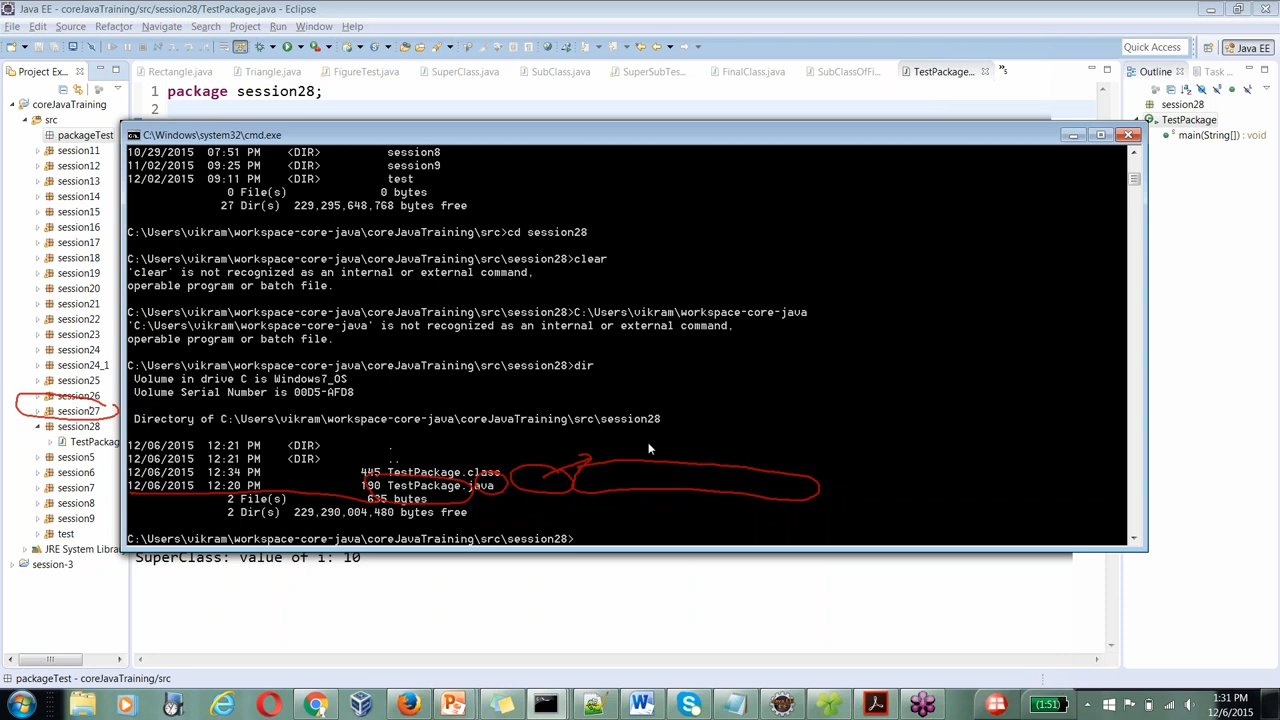 Java EE - coreJavaTraining/src/session28/TestPackage.java - Eclipse
File Edit Source Refactor Navigate Search Project Run Window Help
Quick Access Java EE
Project Ex... Rectangle.java Triangle.java FigureTest.java SuperClass.java SubClass.java SuperSubTes... FinalClass.java SubClassOfFi... TestPackage... Outline Task ...
coreJavaTraining
src
packageTest
session11
session12
session13
session14
session15
session16
session17
session18
session19
session20
session21
session22
session23
session24
session24_1
session25
session26
session27
session28
TestPackag
session5
session6
session7
session8
session9
test
JRE System Libra
session-3
1 package session28;
2
C:\Windows\system32\cmd.exe
10/29/2015 07:51 PM <DIR> session8
10/29/2015 09:25 PM <DIR> session9
12/02/2015 09:11 PM <DIR> test
0 File(s) 0 bytes
27 Dir(s) 229,295,648,768 bytes free
C:\Users\vikram\workspace-core-java\coreJavaTraining\src>cd session28
C:\Users\vikram\workspace-core-java\coreJavaTraining\src\session28>clear
'clear' is not recognized as an internal or external command,
operable program or batch file.
C:\Users\vikram\workspace-core-java\coreJavaTraining\src\session28>C:\Users\vikram\workspace-core-java
'C:\Users\vikram\workspace-core-java' is not recognized as an internal or external command,
operable program or batch file.
C:\Users\vikram\workspace-core-java\coreJavaTraining\src\session28>dir
Volume in drive C is Windows7_OS
Volume Serial Number is 00D5-AFD8
Directory of C:\Users\vikram\workspace-core-java\coreJavaTraining\src\session28
12/06/2015 12:21 PM <DIR> .
12/06/2015 12:21 PM <DIR> ..
12/06/2015 12:34 PM 445 TestPackage.class
12/06/2015 12:20 PM 190 TestPackage.java
2 File(s) 635 bytes
2 Dir(s) 229,290,004,480 bytes free
C:\Users\vikram\workspace-core-java\coreJavaTraining\src\session28>
SuperClass: value of i: 10
session28
TestPackage
main(String[]) : void
packageTest - coreJavaTraining/src
(1:51)
1:31 PM
12/6/2015